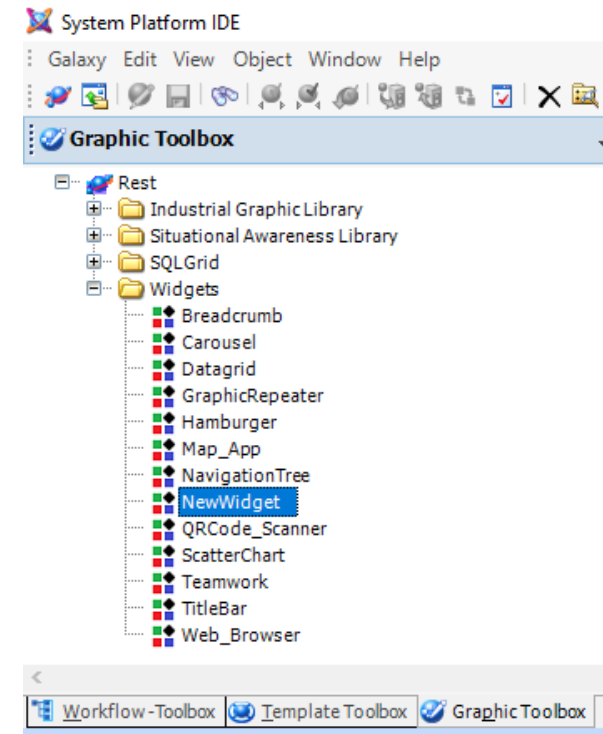 System Platform IDE
Galaxy Edit View Object Window Help
Graphic Toolbox
Rest
Industrial Graphic Library
Situational Awareness Library
SQLGrid
Widgets
Breadcrumb
Carousel
Datagrid
GraphicRepeater
Hamburger
Map_App
NavigationTree
NewWidget
QRCode_Scanner
ScatterChart
Teamwork
TitleBar
Web_Browser
Workflow-Toolbox Template Toolbox Graphic Toolbox